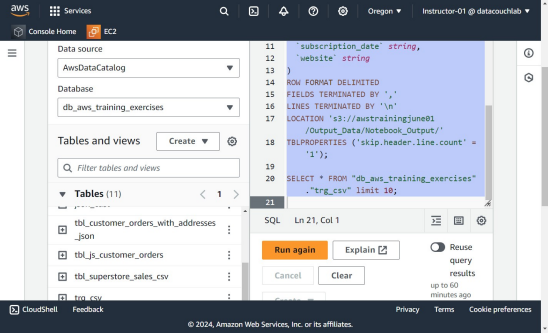 aws
Services
Oregon
Instructor-01 @ datacouchlab
Console Home
EC2
Data source
AwsDataCatalog
Database
db_aws_training_exercises
Tables and views
Create
Filter tables and views
Tables (11)
1
tbl_customer_orders_with_addresses
_json
tbl_js_customer_orders
tbl_superstore_sales_csv
trg_csv
11 `subscription_date` string,
12 `website` string
13 )
14 ROW FORMAT DELIMITED
15 FIELDS TERMINATED BY ','
16 LINES TERMINATED BY '\n'
17 LOCATION 's3://awstrainingjune01
/Output_Data/Notebook_Output/'
18 TBLPROPERTIES ('skip.header.line.count' =
'1');
19
20 SELECT * FROM "db_aws_training_exercises"
."trg_csv" limit 10;
21
SQL
Ln 21, Col 1
Run again
Explain
Cancel
Clear
Create
Reuse
query
results
up to 60
minutes ago
CloudShell
Feedback
Privacy
Terms
Cookie preferences
© 2024, Amazon Web Services, Inc. or its affiliates.